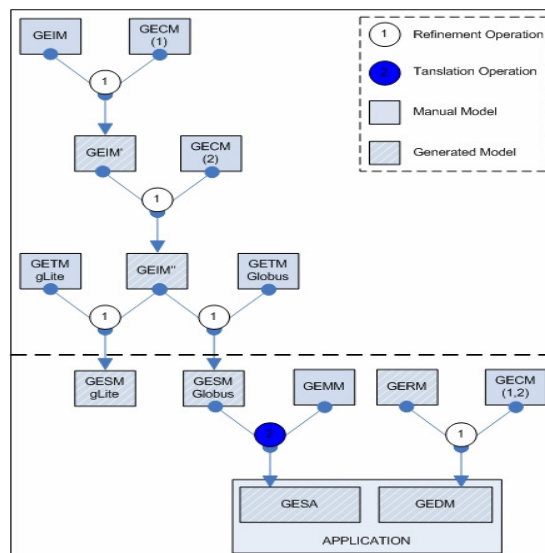 GEIM
GECM
(1)
1
Refinement Operation
1
2
Tanslation Operation
Manual Model
GEIM'
GECM
(2)
Generated Model
1
GETM
gLite
GEIM''
GETM
Globus
1
1
GESM
gLite
GESM
Globus
GEMM
GERM
GECM
(1,2)
2
1
GESA
GEDM
APPLICATION